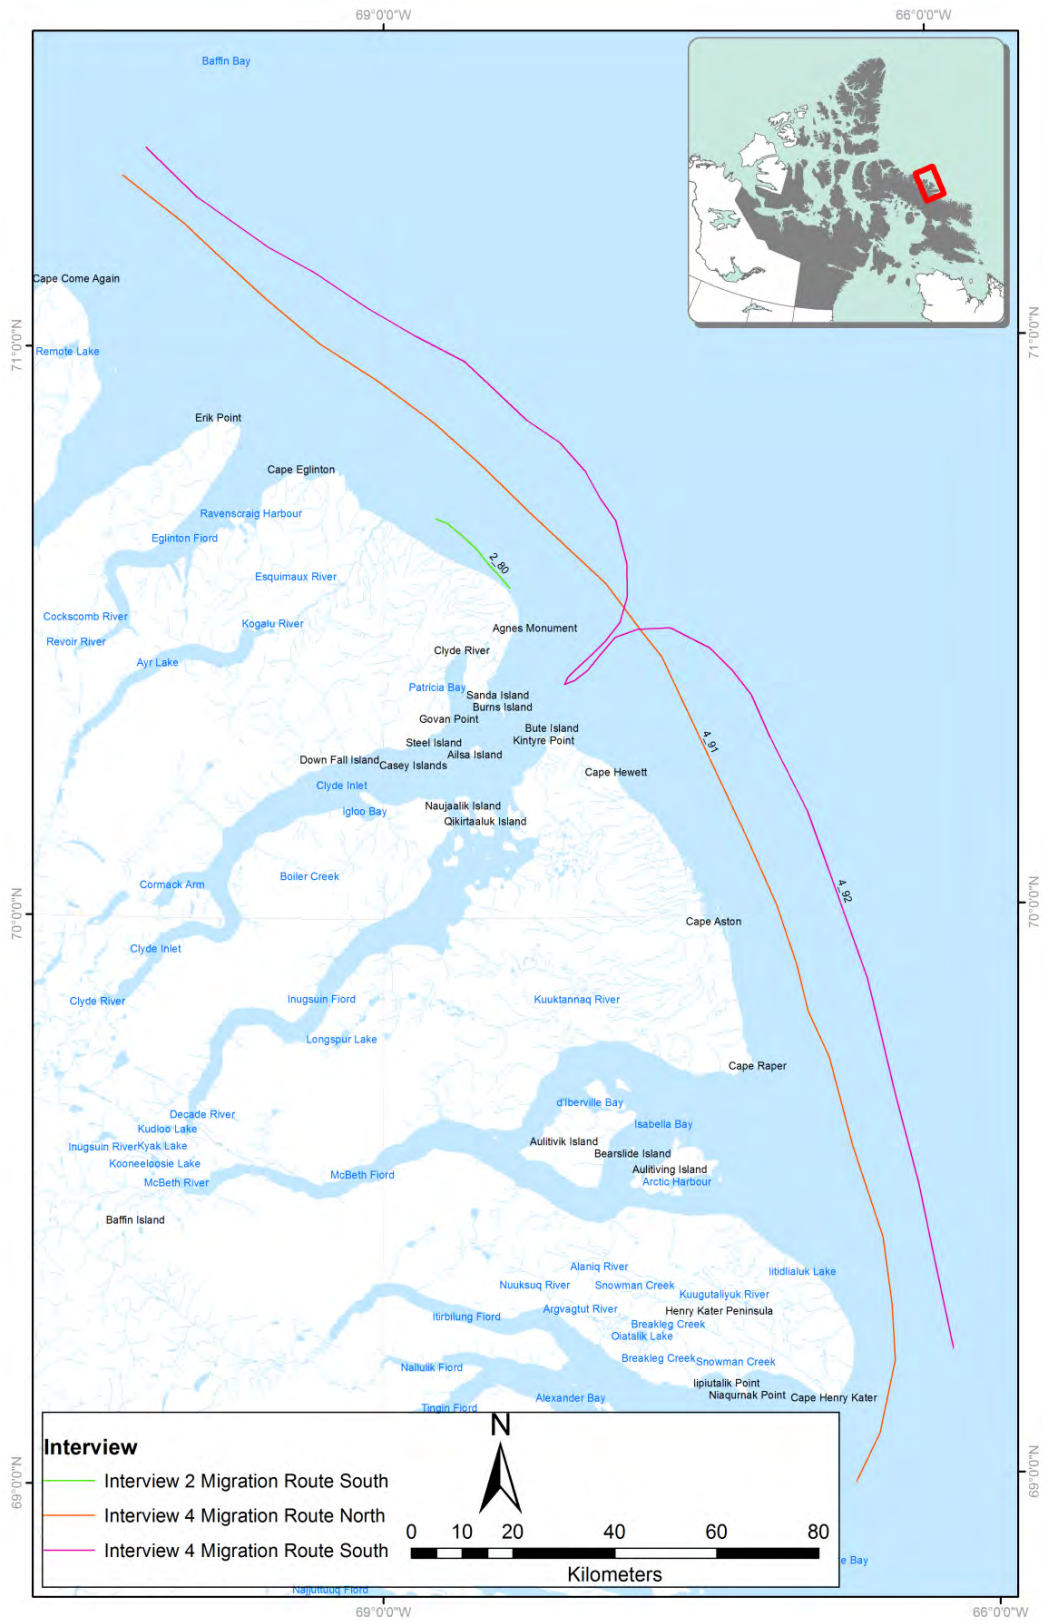 69°0'0"W
66°0'0"W
Baffin Bay
Cape Come Again
71°0'0"N
71°0'0"N
Remote Lake
Erik Point
Cape Eglinton
Ravenscraig Harbour
Eglinton Fiord
2_80
Esquimaux River
Cockscomb River
Kogalu River
Agnes Monument
Revoir River
Clyde River
Ayr Lake
Patricia Bay
Sanda Island
Burns Island
Govan Point
Bute Island
Steel Island
Kintyre Point
4_91
Ailsa Island
Down Fall Island
Casey Islands
Cape Hewett
Clyde Inlet
Naujaalik Island
Igloo Bay
Qikirtaaluk Island
Boiler Creek
Cormack Arm
4_92
70°0'0"N
70°0'0"N
Cape Aston
Clyde Inlet
Clyde River
Inugsuin Fiord
Kuuktannaq River
Longspur Lake
Cape Raper
d'Iberville Bay
Decade River
Isabella Bay
Kudloo Lake
Aulitivik Island
Inugsuin River
Kyak Lake
Bearslide Island
Kooneeloosie Lake
Aulitiving Island
McBeth Fiord
McBeth River
Arctic Harbour
Baffin Island
Alaniq River
Iitidlialuk Lake
Nuuksuq River
Snowman Creek
Kuugutaliyuk River
Argvagtut River
Henry Kater Peninsula
Itirbilung Fiord
Breakleg Creek
Oiatalik Lake
Breakleg Creek
Snowman Creek
Nallulik Fiord
Iipiutalik Point
Niaqurnak Point
Cape Henry Kater
Alexander Bay
Tingin Fiord
69°0'0"N
69°0'0"N
N
Interview
Interview 2 Migration Route South
Interview 4 Migration Route North
Interview 4 Migration Route South
0 10 20 40 60 80
Kilometers
e Bay
Najjuttuuq Fiord
69°0'0"W
66°0'0"W